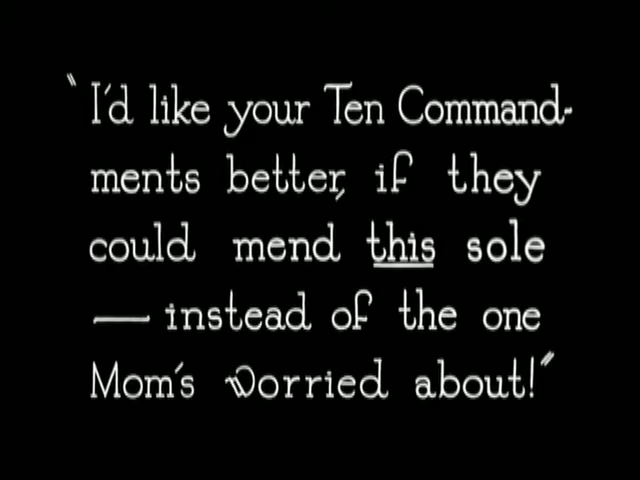 "I'd like your Ten Command-
ments better, if they
could mend this sole
— instead of the one
Mom's worried about!"